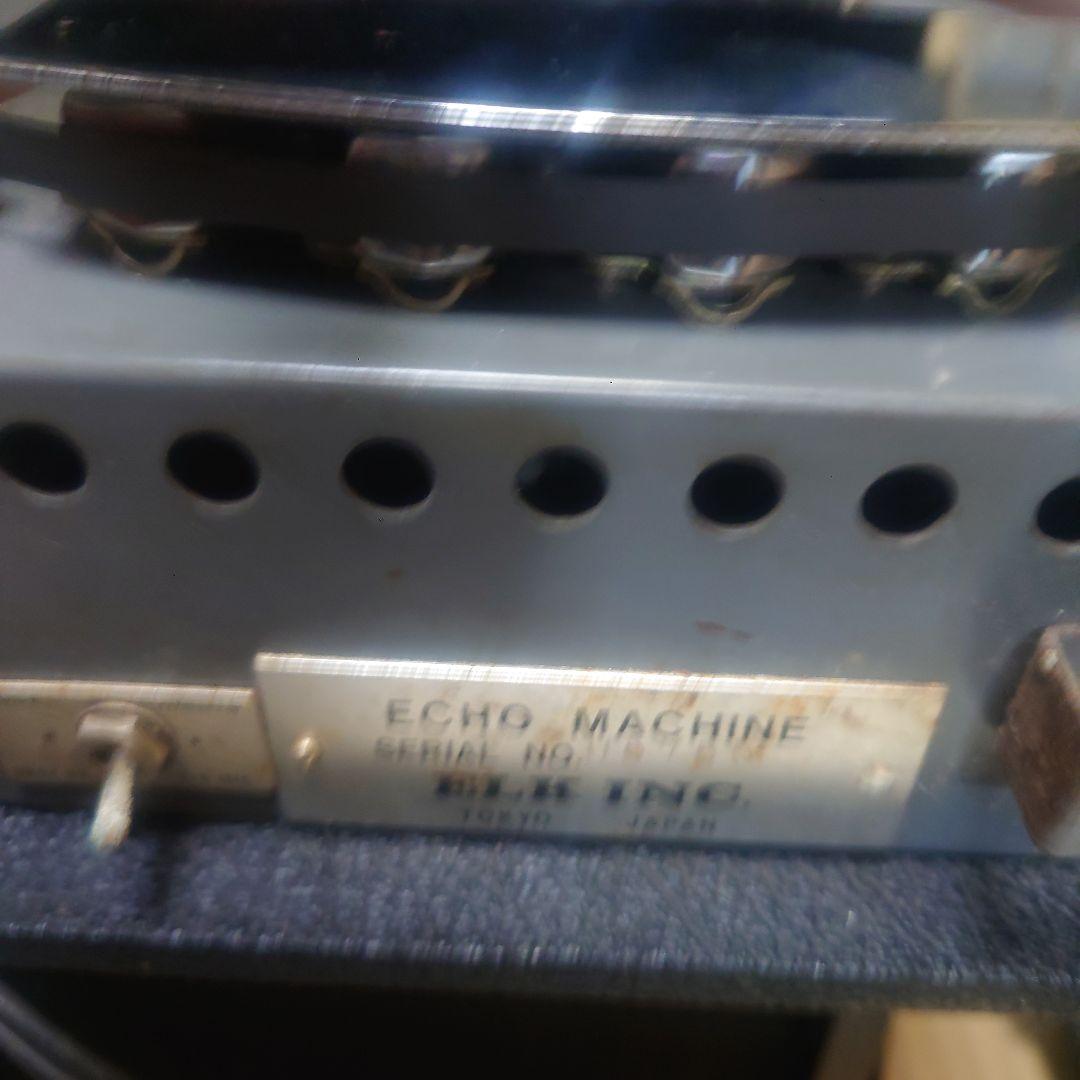 ECHO MACHINE
SERIAL NO.
ELK INC.
TOKYO JAPAN